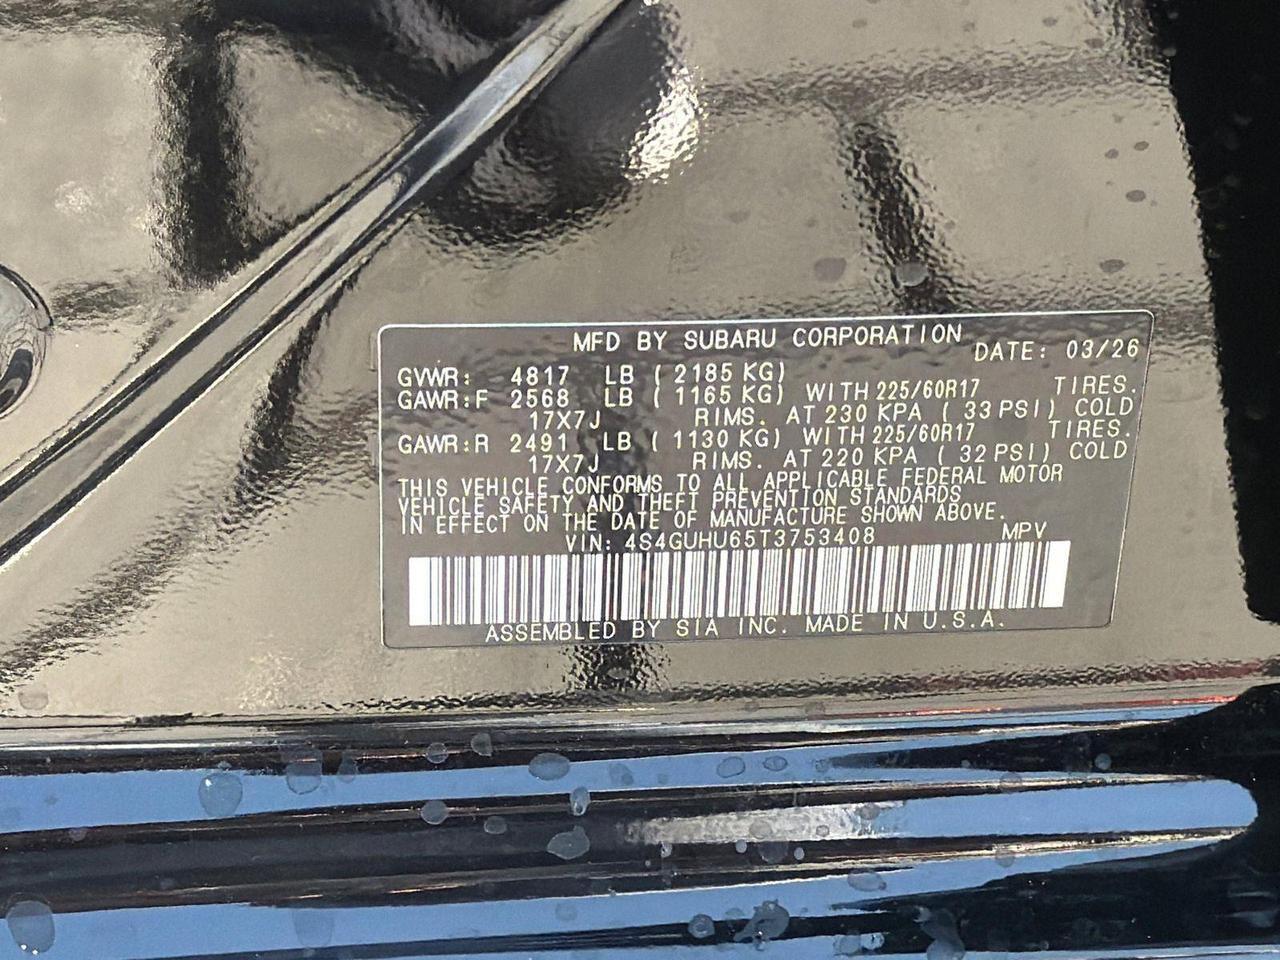 MFD BY SUBARU CORPORATION
DATE: 03/26
GVWR: 4817 LB ( 2185 KG)
GAWR:F 2568 LB ( 1165 KG) WITH 225/60R17 TIRES.
17X7J RIMS. AT 230 KPA ( 33 PSI) COLD
GAWR:R 2491 LB ( 1130 KG) WITH 225/60R17 TIRES.
17X7J RIMS. AT 220 KPA ( 32 PSI) COLD
THIS VEHICLE CONFORMS TO ALL APPLICABLE FEDERAL MOTOR
VEHICLE SAFETY AND THEFT PREVENTION STANDARDS
IN EFFECT ON THE DATE OF MANUFACTURE SHOWN ABOVE.
VIN: 4S4GUHU65T3753408 MPV
ASSEMBLED BY SIA INC. MADE IN U.S.A.